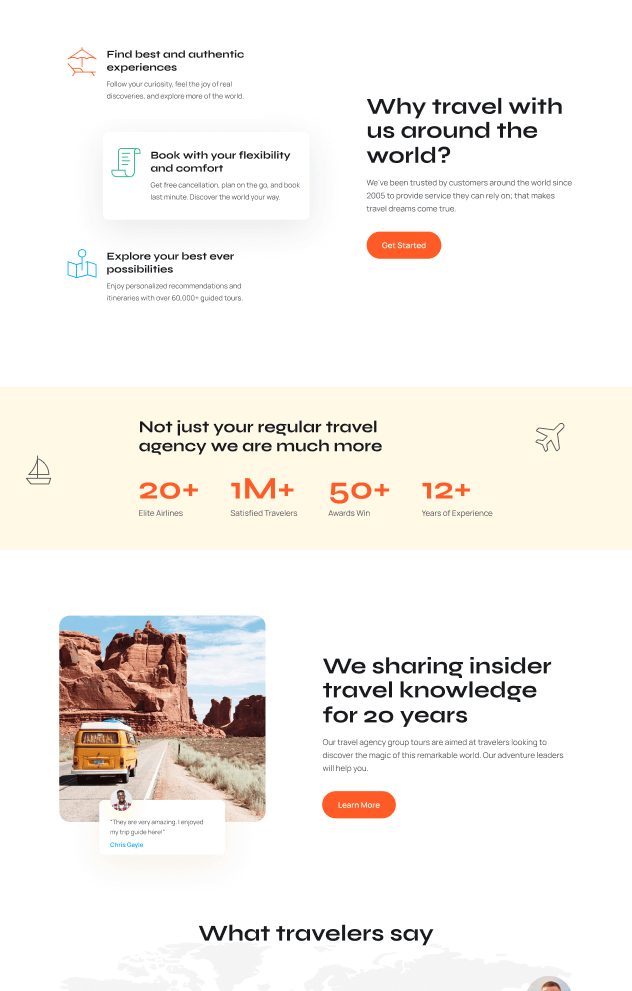 Find best and authentic
experiences
Follow your curiosity, feel the joy of real
discoveries, and explore more of the world.
Book with your flexibility
and comfort
Get free cancellation, plan on the go, and book
last minute. Discover the world your way.
Explore your best ever
possibilities
Enjoy personalized recommendations and
itineraries with over 60,000+ guided tours.
Why travel with
us around the
world?
We've been trusted by customers around the world since
2005 to provide service they can rely on; that makes
travel dreams come true.
Get Started
Not just your regular travel
agency we are much more
20+
Elite Airlines
1M+
Satisfied Travelers
50+
Awards Win
12+
Years of Experience
"They are very amazing. I enjoyed
my trip guide here!"
Chris Gayle
We sharing insider
travel knowledge
for 20 years
Our travel agency group tours are aimed at travelers looking to
discover the magic of this remarkable world. Our adventure leaders
will help you.
Learn More
What travelers say